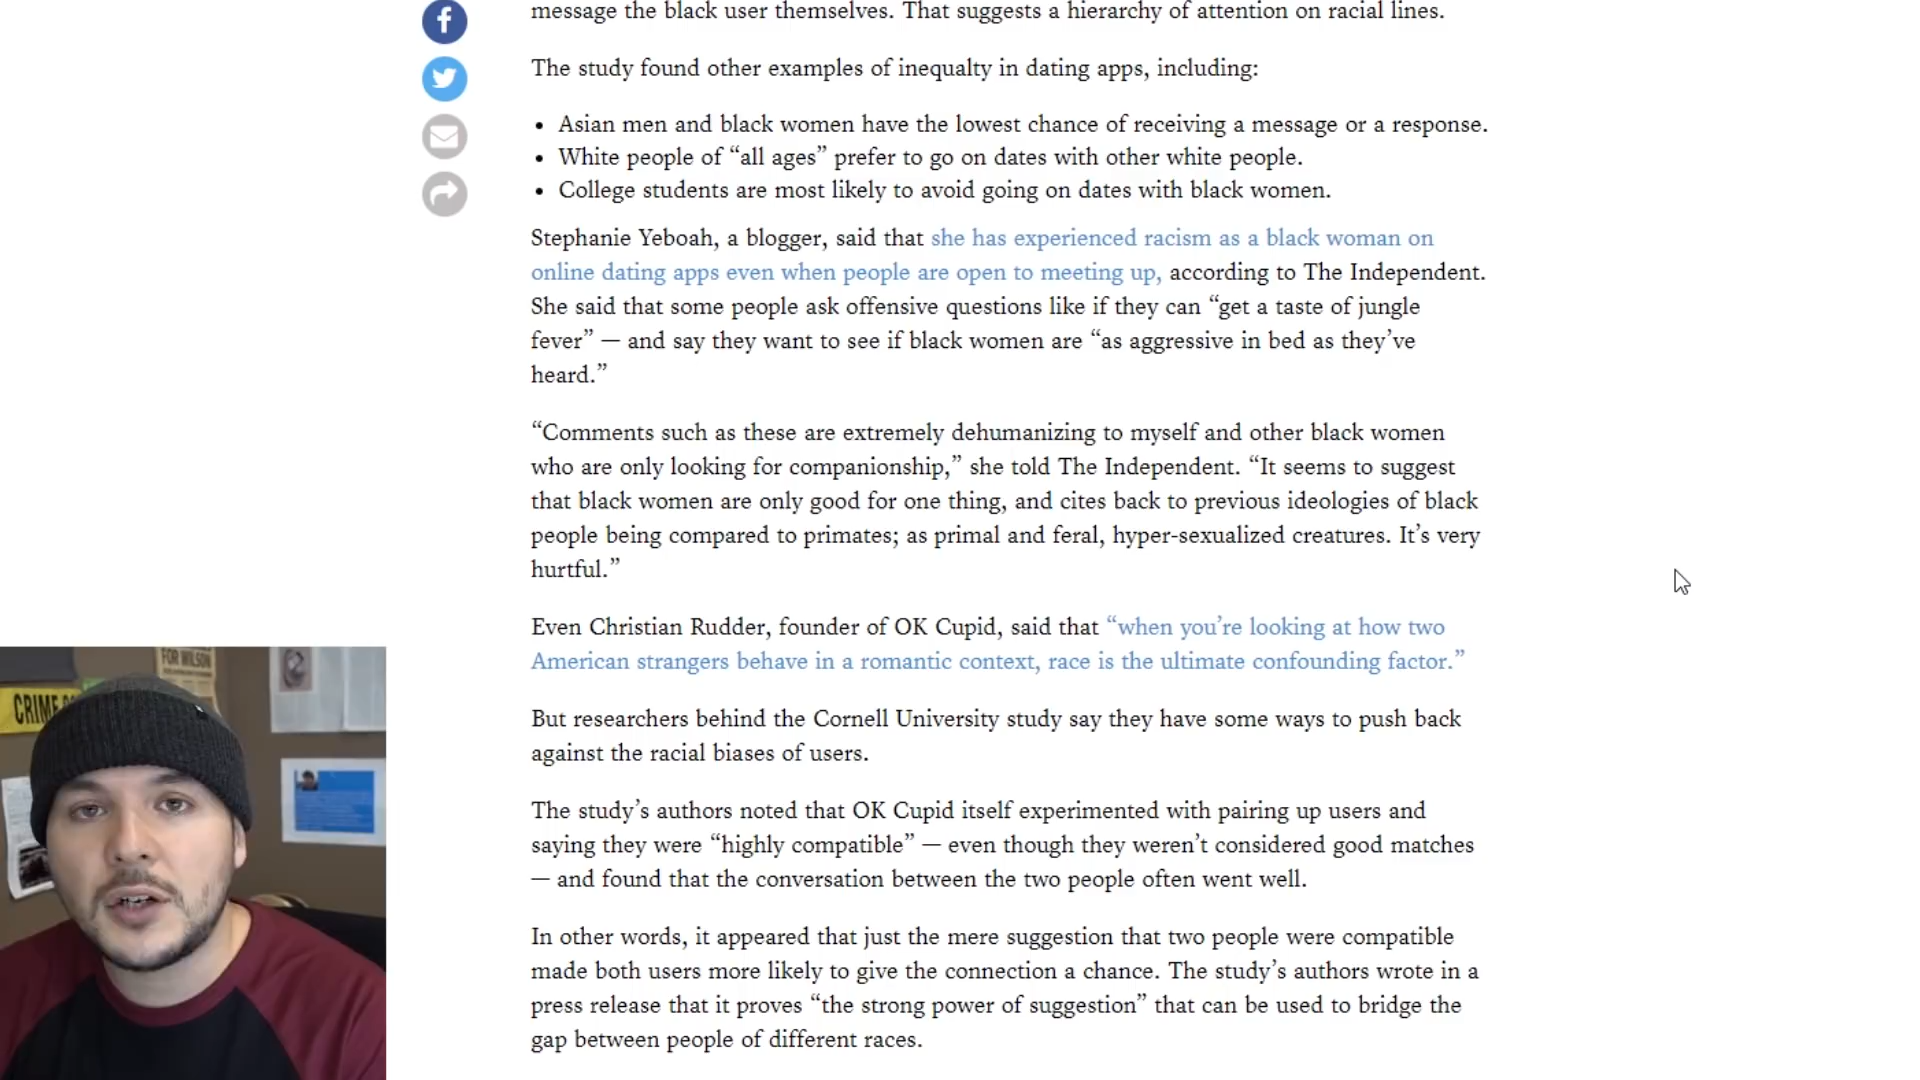 message the black user themselves. That suggests a hierarchy of attention on racial lines.
The study found other examples of inequalty in dating apps, including:
• Asian men and black women have the lowest chance of receiving a message or a response.
• White people of “all ages” prefer to go on dates with other white people.
• College students are most likely to avoid going on dates with black women.
Stephanie Yeboah, a blogger, said that she has experienced racism as a black woman on
online dating apps even when people are open to meeting up, according to The Independent.
She said that some people ask offensive questions like if they can “get a taste of jungle
fever” — and say they want to see if black women are “as aggressive in bed as they’ve
heard.”
“Comments such as these are extremely dehumanizing to myself and other black women
who are only looking for companionship,” she told The Independent. “It seems to suggest
that black women are only good for one thing, and cites back to previous ideologies of black
people being compared to primates; as primal and feral, hyper-sexualized creatures. It’s very
hurtful.”
Even Christian Rudder, founder of OK Cupid, said that “when you’re looking at how two
American strangers behave in a romantic context, race is the ultimate confounding factor.”
But researchers behind the Cornell University study say they have some ways to push back
against the racial biases of users.
The study’s authors noted that OK Cupid itself experimented with pairing up users and
saying they were “highly compatible” — even though they weren’t considered good matches
— and found that the conversation between the two people often went well.
In other words, it appeared that just the mere suggestion that two people were compatible
made both users more likely to give the connection a chance. The study’s authors wrote in a
press release that it proves “the strong power of suggestion” that can be used to bridge the
gap between people of different races.
FOR WILSON
CRIME